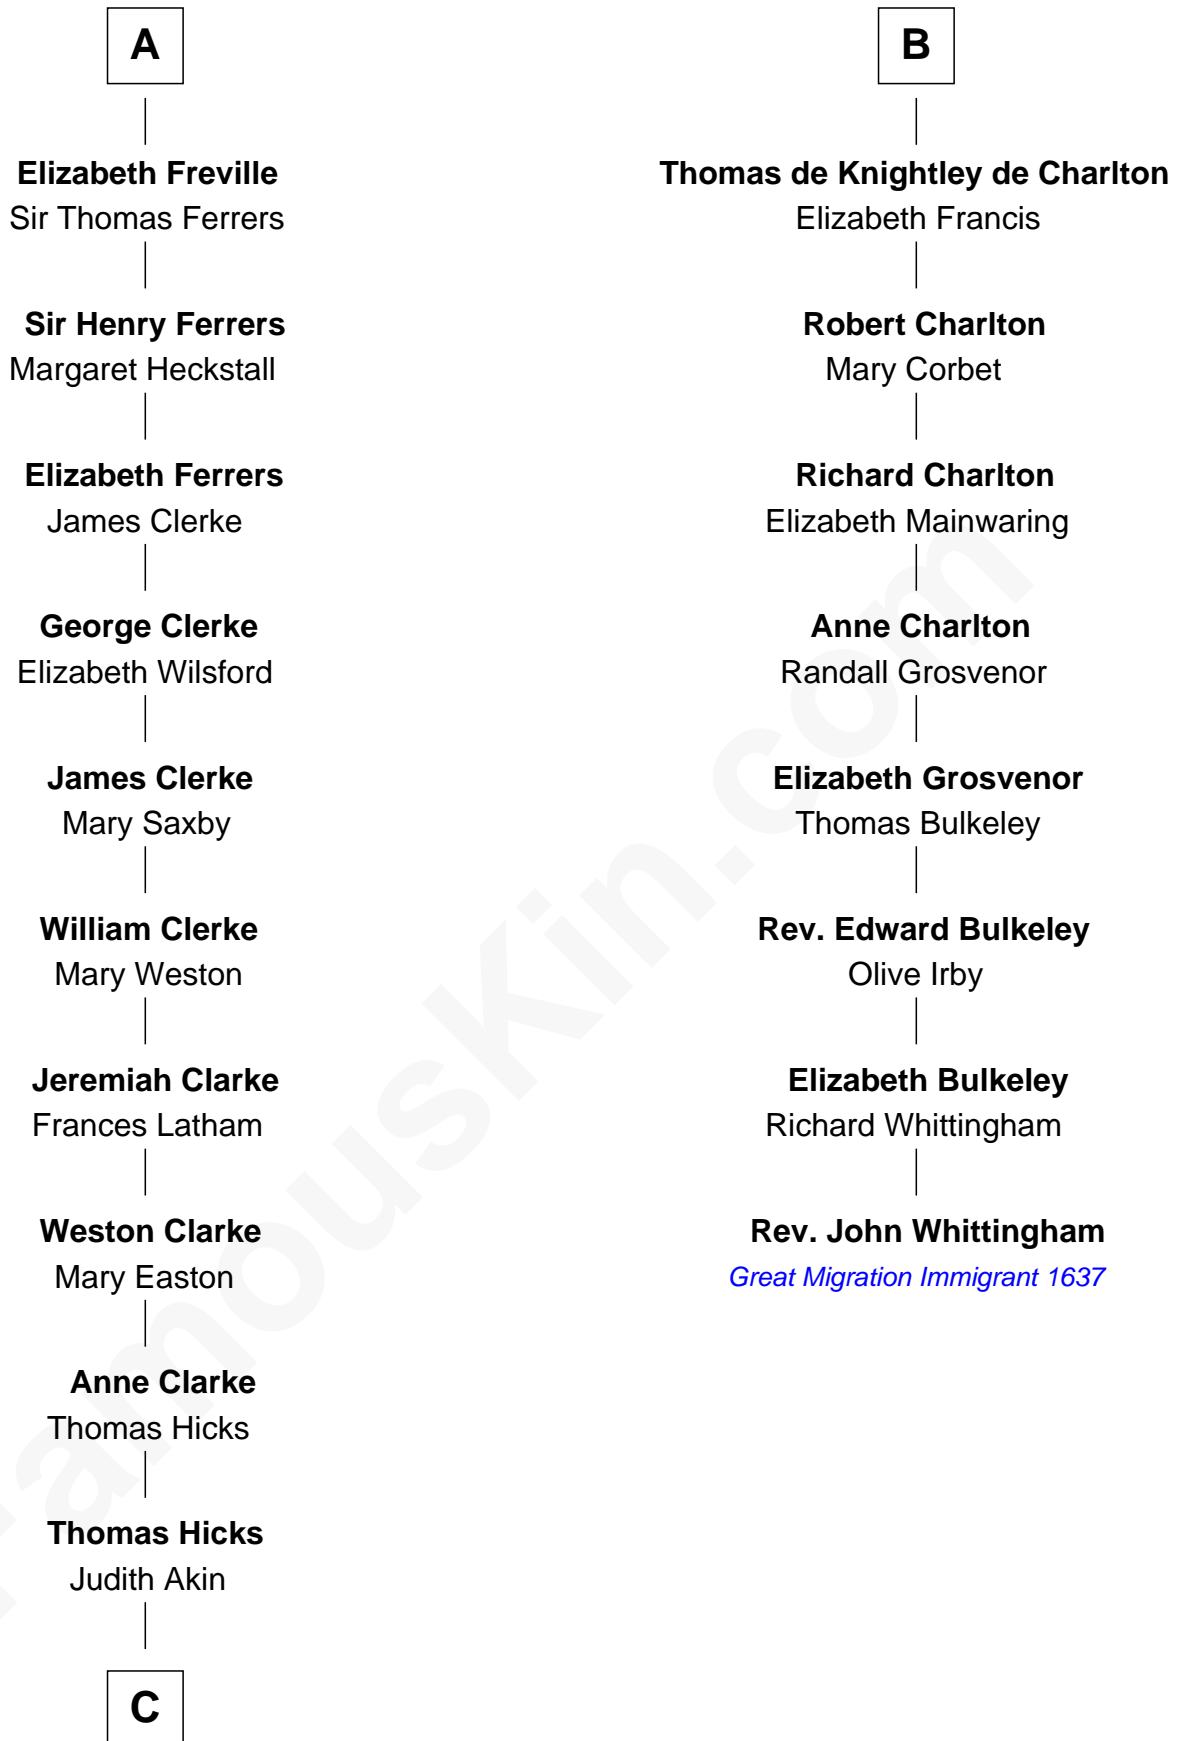 A
Elizabeth Freville
Sir Thomas Ferrers
Sir Henry Ferrers
Margaret Heckstall
Elizabeth Ferrers
James Clerke
George Clerke
Elizabeth Wilsford
James Clerke
Mary Saxby
William Clerke
Mary Weston
Jeremiah Clarke
Frances Latham
Weston Clarke
Mary Easton
Anne Clarke
Thomas Hicks
Thomas Hicks
Judith Akin
C
B
Thomas de Knightley de Charlton
Elizabeth Francis
Robert Charlton
Mary Corbet
Richard Charlton
Elizabeth Mainwaring
Anne Charlton
Randall Grosvenor
Elizabeth Grosvenor
Thomas Bulkeley
Rev. Edward Bulkeley
Olive Irby
Elizabeth Bulkeley
Richard Whittingham
Rev. John Whittingham
Great Migration Immigrant 1637
FamousKin.com